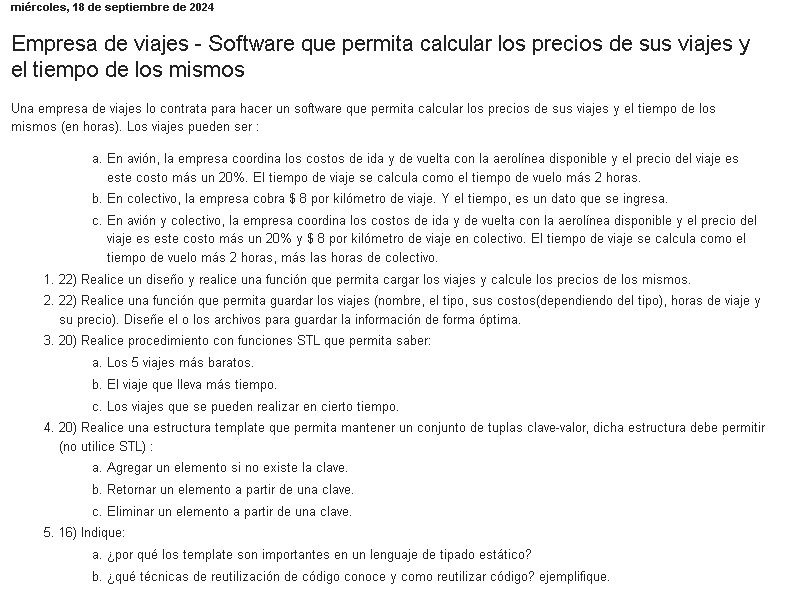 miércoles, 18 de septiembre de 2024
Empresa de viajes - Software que permita calcular los precios de sus viajes y
el tiempo de los mismos
Una empresa de viajes lo contrata para hacer un software que permita calcular los precios de sus viajes y el tiempo de los
mismos (en horas). Los viajes pueden ser :
a. En avión, la empresa coordina los costos de ida y de vuelta con la aerolínea disponible y el precio del viaje es
este costo más un 20%. El tiempo de viaje se calcula como el tiempo de vuelo más 2 horas.
b. En colectivo, la empresa cobra $ 8 por kilómetro de viaje. Y el tiempo, es un dato que se ingresa.
c. En avión y colectivo, la empresa coordina los costos de ida y de vuelta con la aerolínea disponible y el precio del
viaje es este costo más un 20% y $ 8 por kilómetro de viaje en colectivo. El tiempo de viaje se calcula como el
tiempo de vuelo más 2 horas, más las horas de colectivo.
1. 22) Realice un diseño y realice una función que permita cargar los viajes y calcule los precios de los mismos.
2. 22) Realice una función que permita guardar los viajes (nombre, el tipo, sus costos(dependiendo del tipo), horas de viaje y
su precio). Diseñe el o los archivos para guardar la información de forma óptima.
3. 20) Realice procedimiento con funciones STL que permita saber:
a. Los 5 viajes más baratos.
b. El viaje que lleva más tiempo.
c. Los viajes que se pueden realizar en cierto tiempo.
4. 20) Realice una estructura template que permita mantener un conjunto de tuplas clave-valor, dicha estructura debe permitir
(no utilice STL) :
a. Agregar un elemento si no existe la clave.
b. Retornar un elemento a partir de una clave.
c. Eliminar un elemento a partir de una clave.
5. 16) Indique:
a. ¿por qué los template son importantes en un lenguaje de tipado estático?
b. ¿qué técnicas de reutilización de código conoce y como reutilizar código? ejemplifique.